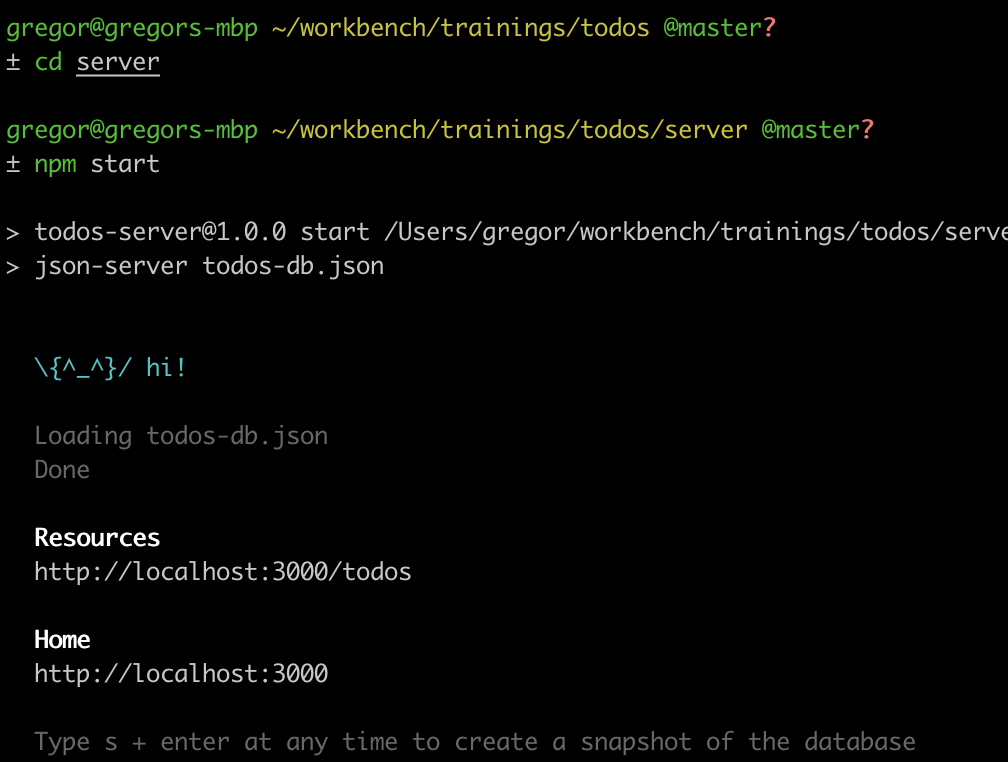 gregor@gregors-mbp ~/workbench/trainings/todos @master?
± cd server
gregor@gregors-mbp ~/workbench/trainings/todos/server @master?
± npm start
> todos-server@1.0.0 start /Users/gregor/workbench/trainings/todos/serve
> json-server todos-db.json
\{^_^}/ hi!
Loading todos-db.json
Done
Resources
http://localhost:3000/todos
Home
http://localhost:3000
Type s + enter at any time to create a snapshot of the database